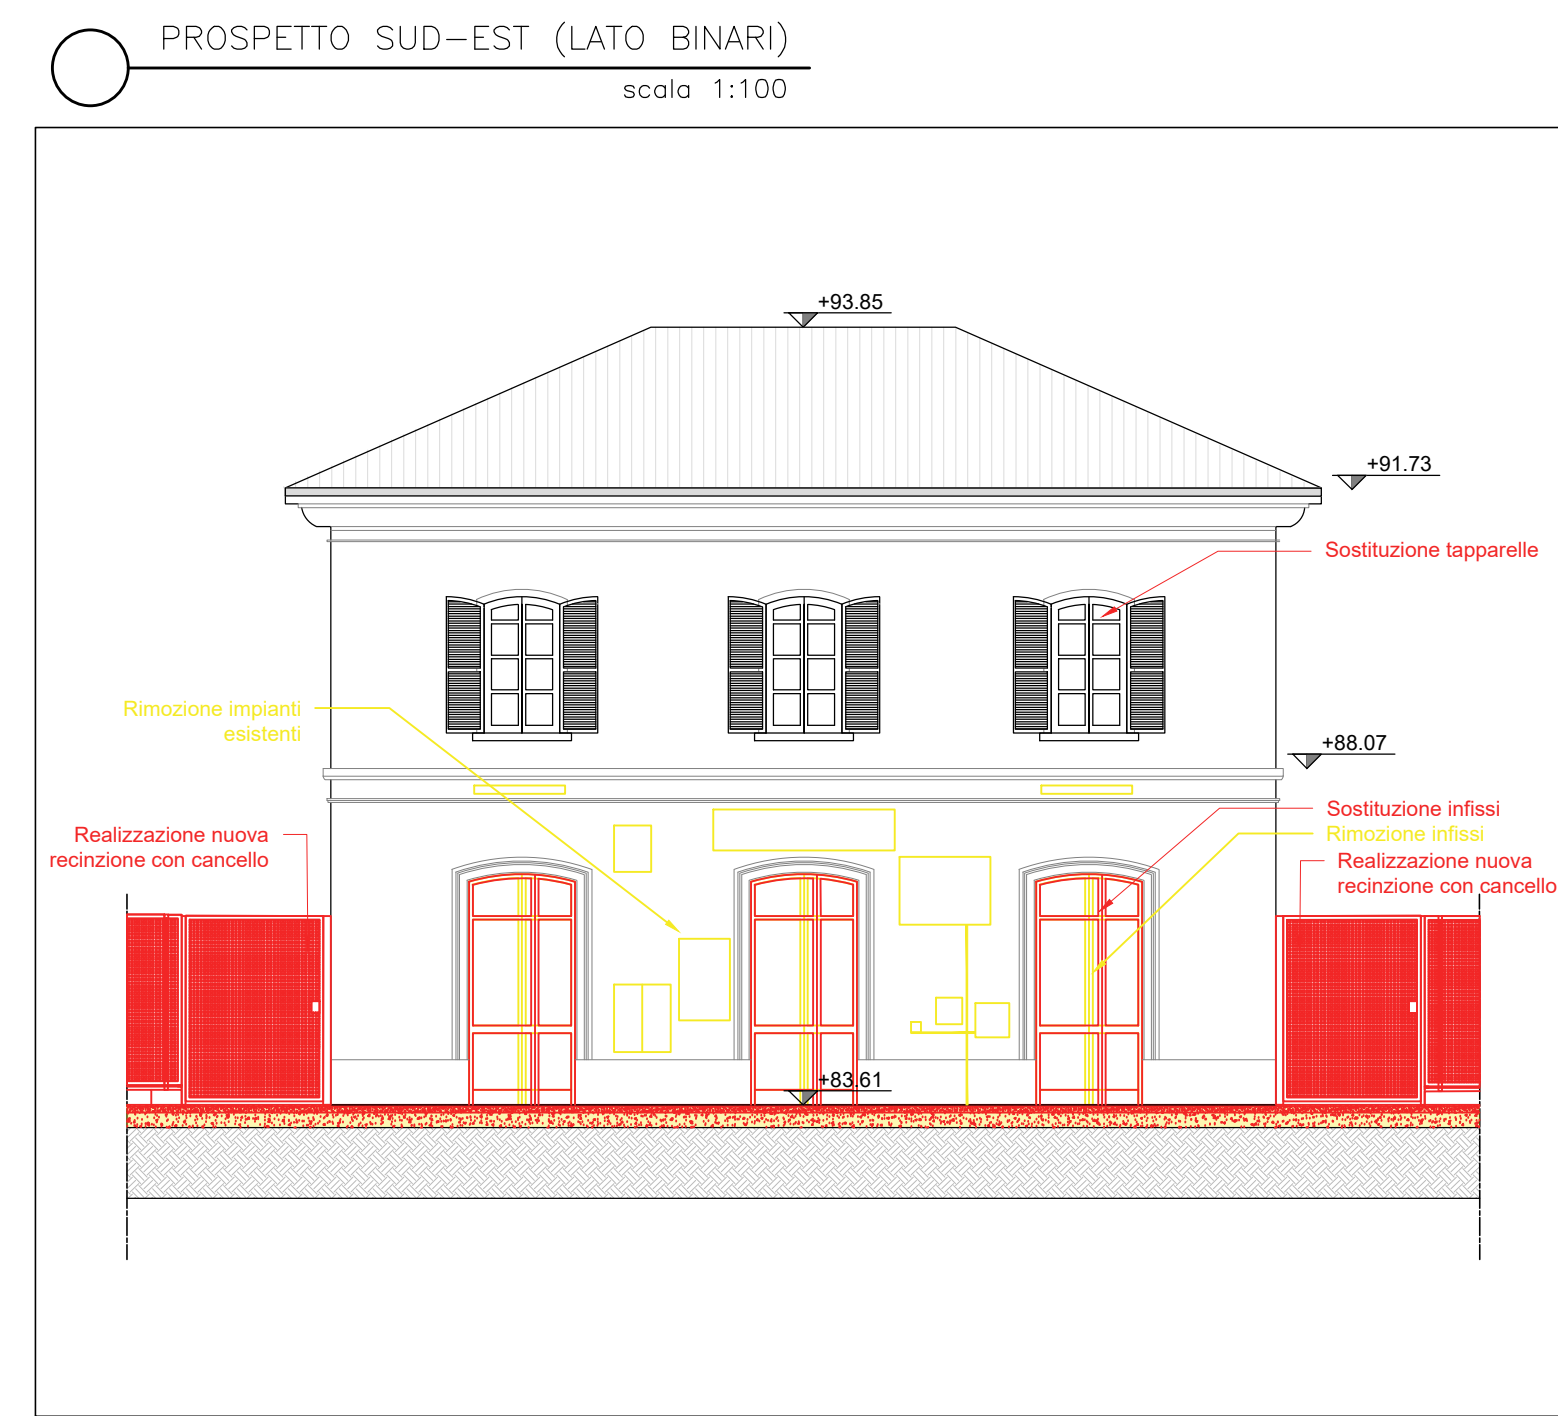 PROSPETTO SUD-EST (LATO BINARI)
scala 1:100
+93.85
+91.73
Sostituzione tapparelle
Rimozione impianti
esistenti
+88.07
Sostituzione infissi
Rimozione infissi
Realizzazione nuova
recinzione con cancello
Realizzazione nuova
recinzione con cancello
+83.61